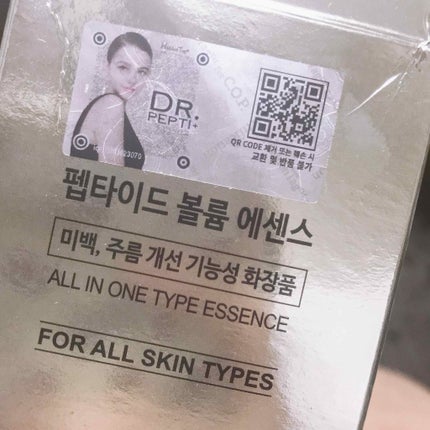 DR.
PEPTI+
QR CODE 제거 또는 훼손 시
교환 및 반품 불가
펩타이드 볼륨 에센스
미백, 주름 개선 기능성 화장품
ALL IN ONE TYPE ESSENCE
FOR ALL SKIN TYPES